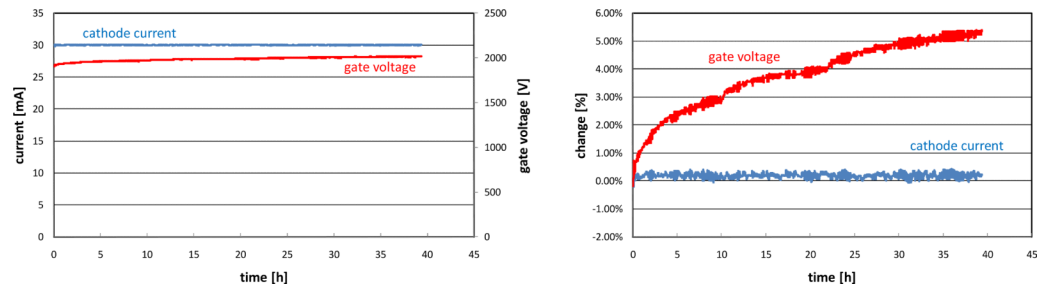 35
30
25
20
15
10
5
0
current [mA]
2500
2000
1500
1000
500
0
gate voltage [V]
cathode current
gate voltage
0 5 10 15 20 25 30 35 40 45
time [h]
6.00%
5.00%
4.00%
3.00%
2.00%
1.00%
0.00%
-1.00%
-2.00%
change [%]
gate voltage
cathode current
0 5 10 15 20 25 30 35 40 45
time [h]